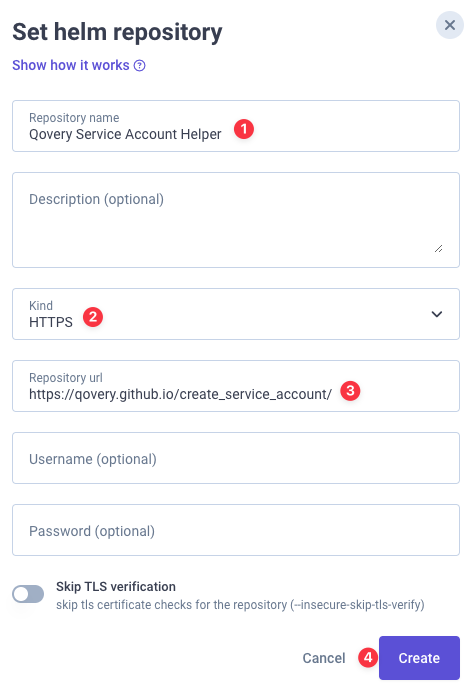 Set helm repository
Show how it works ?
Repository name
Qovery Service Account Helper 1
Description (optional)
Kind
HTTPS 2
Repository url
https://qovery.github.io/create_service_account/ 3
Username (optional)
Password (optional)
Skip TLS verification
skip tls certificate checks for the repository (--insecure-skip-tls-verify)
Cancel 4 Create